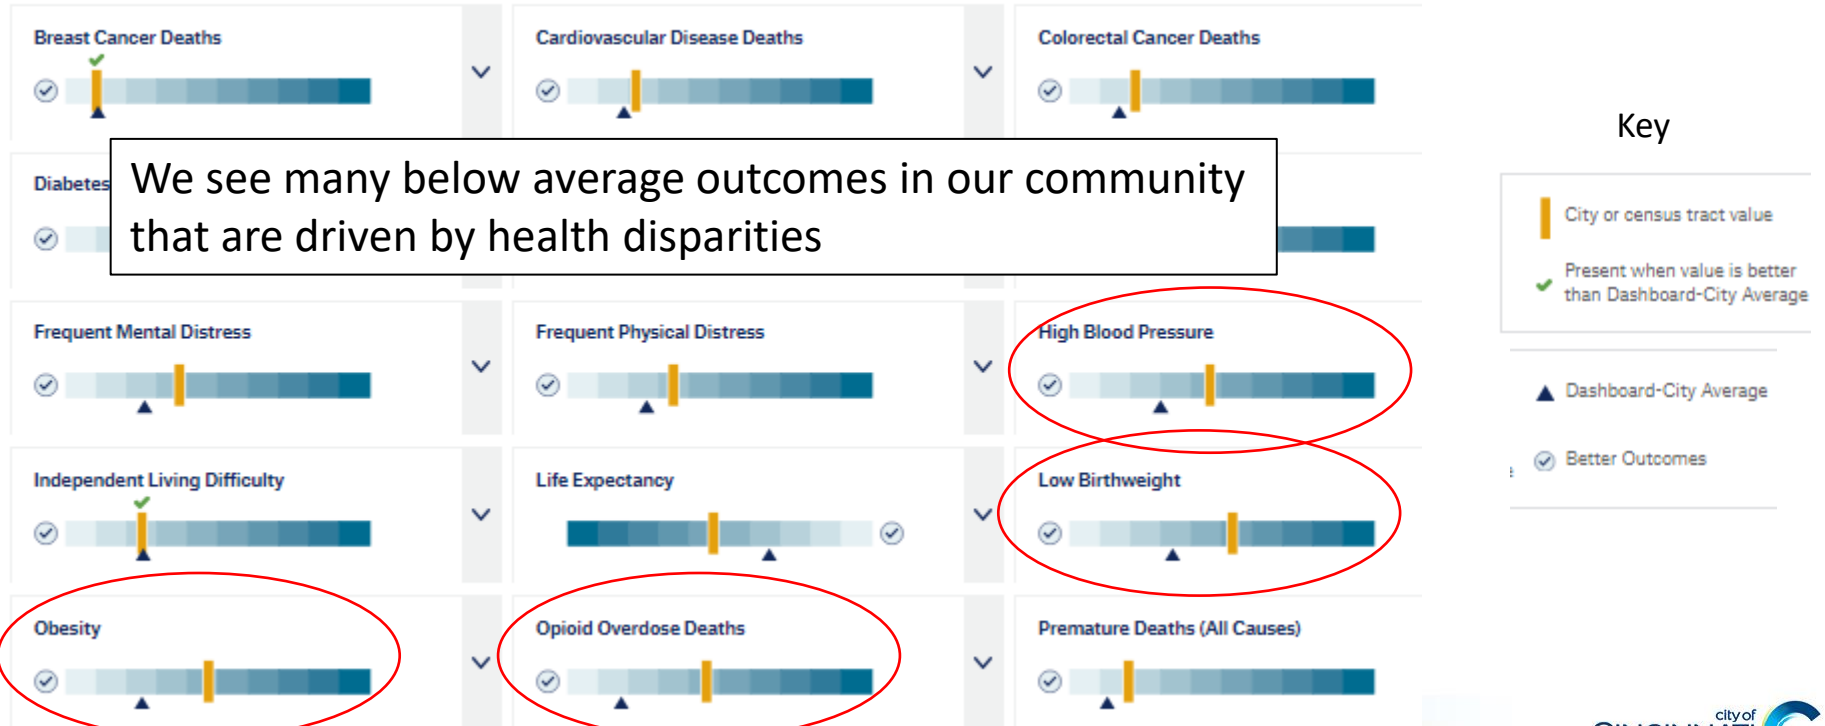 Breast Cancer Deaths
Cardiovascular Disease Deaths
Colorectal Cancer Deaths
Key
We see many below average outcomes in our community
that are driven by health disparities
Diabetes
City or census tract value
Present when value is better
than Dashboard-City Average
Frequent Mental Distress
Frequent Physical Distress
High Blood Pressure
Dashboard-City Average
Better Outcomes
Independent Living Difficulty
Life Expectancy
Low Birthweight
Obesity
Opioid Overdose Deaths
Premature Deaths (All Causes)
city of